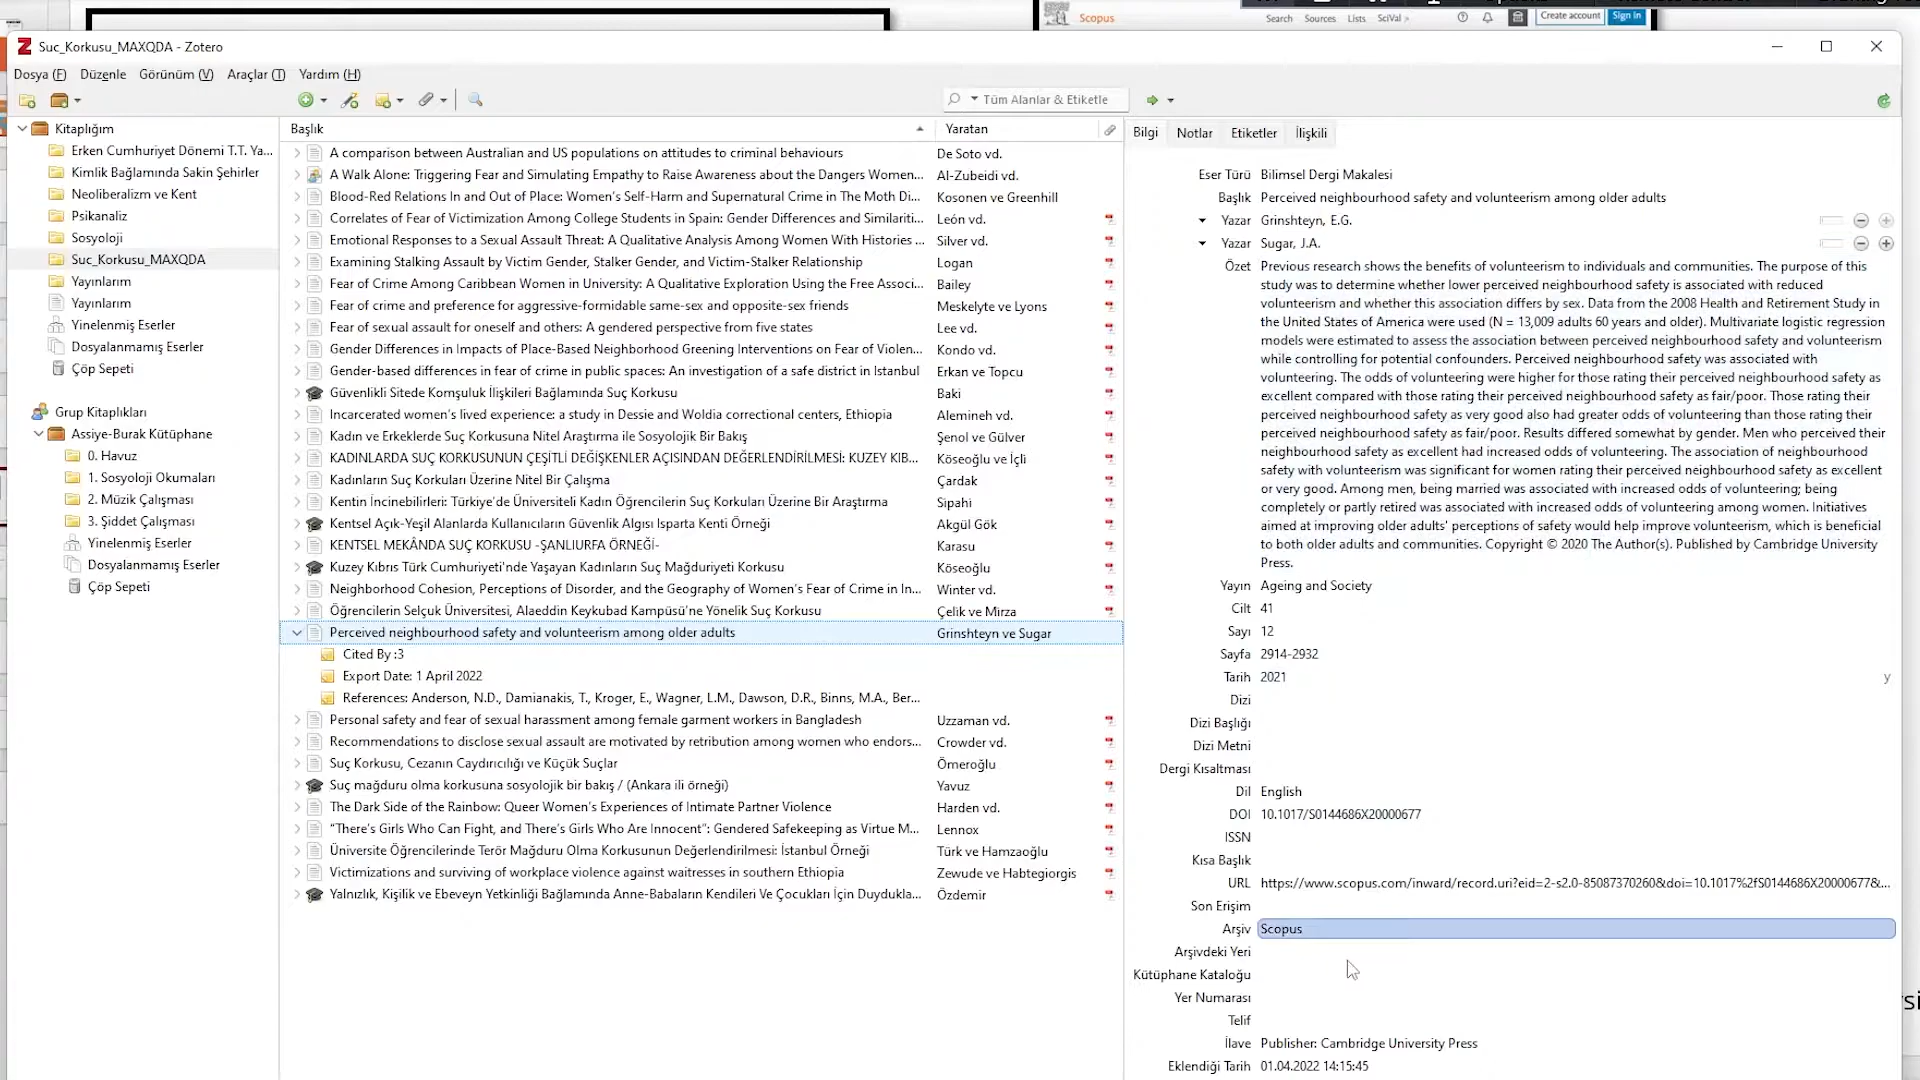 Scopus
Search Sources Lists SciVal
Create account
Sign in
Suc_Korkusu_MAXQDA - Zotero
Dosya (F) Düzenle Görünüm (V) Araçlar (T) Yardım (H)
Tüm Alanlar & Etiketle
Kitaplığım
Erken Cumhuriyet Dönemi T.T. Ya...
Kimlik Bağlamında Sakin Şehirler
Neoliberalizm ve Kent
Psikanaliz
Sosyoloji
Suc_Korkusu_MAXQDA
Yayınlarım
Yayınlarım
Yinelenmiş Eserler
Dosyalanmamış Eserler
Çöp Sepeti
Grup Kitaplıkları
Assiye-Burak Kütüphane
0. Havuz
1. Sosyoloji Okumaları
2. Müzik Çalışması
3. Şiddet Çalışması
Yinelenmiş Eserler
Dosyalanmamış Eserler
Çöp Sepeti
Başlık Yaratan
A comparison between Australian and US populations on attitudes to criminal behaviours De Soto vd.
A Walk Alone: Triggering Fear and Simulating Empathy to Raise Awareness about the Dangers Women... Al-Zubeidi vd.
Blood-Red Relations In and Out of Place: Women's Self-Harm and Supernatural Crime in The Moth Di... Kosonen ve Greenhill
Correlates of Fear of Victimization Among College Students in Spain: Gender Differences and Similariti... León vd.
Emotional Responses to a Sexual Assault Threat: A Qualitative Analysis Among Women With Histories ... Silver vd.
Examining Stalking Assault by Victim Gender, Stalker Gender, and Victim-Stalker Relationship Logan
Fear of Crime Among Caribbean Women in University: A Qualitative Exploration Using the Free Associ... Bailey
Fear of crime and preference for aggressive-formidable same-sex and opposite-sex friends Meskelyte ve Lyons
Fear of sexual assault for oneself and others: A gendered perspective from five states Lee vd.
Gender Differences in Impacts of Place-Based Neighborhood Greening Interventions on Fear of Violen... Kondo vd.
Gender-based differences in fear of crime in public spaces: An investigation of a safe district in Istanbul Erkan ve Topcu
Güvenlikli Sitede Komşuluk İlişkileri Bağlamında Suç Korkusu Baki
Incarcerated women's lived experience: a study in Dessie and Woldia correctional centers, Ethiopia Alemineh vd.
Kadın ve Erkeklerde Suç Korkusuna Nitel Araştırma ile Sosyolojik Bir Bakış Şenol ve Gülver
KADINLARDA SUÇ KORKUSUNUN ÇEŞİTLİ DEĞİŞKENLER AÇISINDAN DEĞERLENDİRİLMESİ: KUZEY KIB... Köseoğlu ve İçli
Kadınların Suç Korkuları Üzerine Nitel Bir Çalışma Çardak
Kentin İncinebilirleri: Türkiye'de Üniversiteli Kadın Öğrencilerin Suç Korkuları Üzerine Bir Araştırma Sipahi
Kentsel Açık-Yeşil Alanlarda Kullanıcıların Güvenlik Algısı Isparta Kenti Örneği Akgül Gök
KENTSEL MEKÂNDA SUÇ KORKUSU -ŞANLIURFA ÖRNEĞİ- Karasu
Kuzey Kıbrıs Türk Cumhuriyeti'nde Yaşayan Kadınların Suç Mağduriyeti Korkusu Köseoğlu
Neighborhood Cohesion, Perceptions of Disorder, and the Geography of Women's Fear of Crime in In... Winter vd.
Öğrencilerin Selçuk Üniversitesi, Alaeddin Keykubad Kampüsü'ne Yönelik Suç Korkusu Çelik ve Mirza
Perceived neighbourhood safety and volunteerism among older adults Grinshteyn ve Sugar
Cited By :3
Export Date: 1 April 2022
References: Anderson, N.D., Damianakis, T., Kroger, E., Wagner, L.M., Dawson, D.R., Binns, M.A., Ber...
Personal safety and fear of sexual harassment among female garment workers in Bangladesh Uzzaman vd.
Recommendations to disclose sexual assault are motivated by retribution among women who endors... Crowder vd.
Suç Korkusu, Cezanın Caydırıcılığı ve Küçük Suçlar Ömeroğlu
Suç mağduru olma korkusuna sosyolojik bir bakış / (Ankara ili örneği) Yavuz
The Dark Side of the Rainbow: Queer Women's Experiences of Intimate Partner Violence Harden vd.
"There's Girls Who Can Fight, and There's Girls Who Are Innocent": Gendered Safekeeping as Virtue M... Lennox
Üniversite Öğrencilerinde Terör Mağduru Olma Korkusunun Değerlendirilmesi: İstanbul Örneği Türk ve Hamzaoğlu
Victimizations and surviving of workplace violence against waitresses in southern Ethiopia Zewude ve Habtegiorgis
Yalnızlık, Kişilik ve Ebeveyn Yetkinliği Bağlamında Anne-Babaların Kendileri Ve Çocukları İçin Duydukla... Özdemir
Bilgi Notlar Etiketler İlişkili
Eser Türü Bilimsel Dergi Makalesi
Başlık Perceived neighbourhood safety and volunteerism among older adults
Yazar Grinshteyn, E.G.
Yazar Sugar, J.A.
Özet Previous research shows the benefits of volunteerism to individuals and communities. The purpose of this
study was to determine whether lower perceived neighbourhood safety is associated with reduced
volunteerism and whether this association differs by sex. Data from the 2008 Health and Retirement Study in
the United States of America were used (N = 13,009 adults 60 years and older). Multivariate logistic regression
models were estimated to assess the association between perceived neighbourhood safety and volunteerism
while controlling for potential confounders. Perceived neighbourhood safety was associated with
volunteering. The odds of volunteering were higher for those rating their perceived neighbourhood safety as
excellent compared with those rating their perceived neighbourhood safety as fair/poor. Those rating their
perceived neighbourhood safety as very good also had greater odds of volunteering than those rating their
perceived neighbourhood safety as fair/poor. Results differed somewhat by gender. Men who perceived their
neighbourhood safety as excellent had increased odds of volunteering. The association of neighbourhood
safety with volunteerism was significant for women rating their perceived neighbourhood safety as excellent
or very good. Among men, being married was associated with increased odds of volunteering; being
completely or partly retired was associated with increased odds of volunteering among women. Initiatives
aimed at improving older adults' perceptions of safety would help improve volunteerism, which is beneficial
to both older adults and communities. Copyright © 2020 The Author(s). Published by Cambridge University
Press.
Yayın Ageing and Society
Cilt 41
Sayı 12
Sayfa 2914-2932
Tarih 2021 y
Dizi
Dizi Başlığı
Dizi Metni
Dergi Kısaltması
Dil English
DOI 10.1017/S0144686X20000677
ISSN
Kısa Başlık
URL https://www.scopus.com/inward/record.uri?eid=2-s2.0-85087370260&doi=10.1017%2fS0144686X20000677&...
Son Erişim
Arşiv Scopus
Arşivdeki Yeri
Kütüphane Kataloğu
Yer Numarası
Telif
İlave Publisher: Cambridge University Press
Eklendiği Tarih 01.04.2022 14:15:45